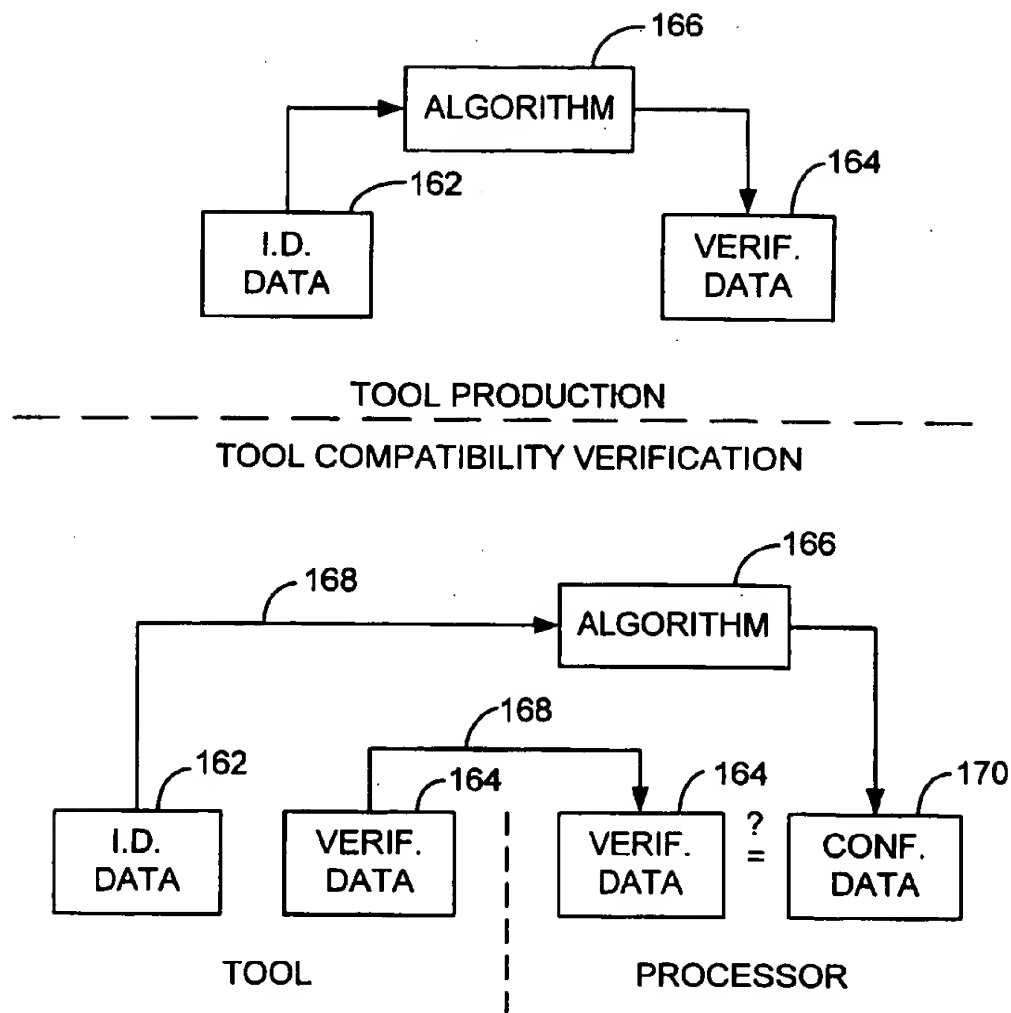 166
ALGORITHM
162
164
I.D.
DATA
VERIF.
DATA
TOOL PRODUCTION
TOOL COMPATIBILITY VERIFICATION
166
168
ALGORITHM
168
162
164
164
170
I.D.
DATA
VERIF.
DATA
VERIF.
DATA
?
=
CONF.
DATA
TOOL
PROCESSOR